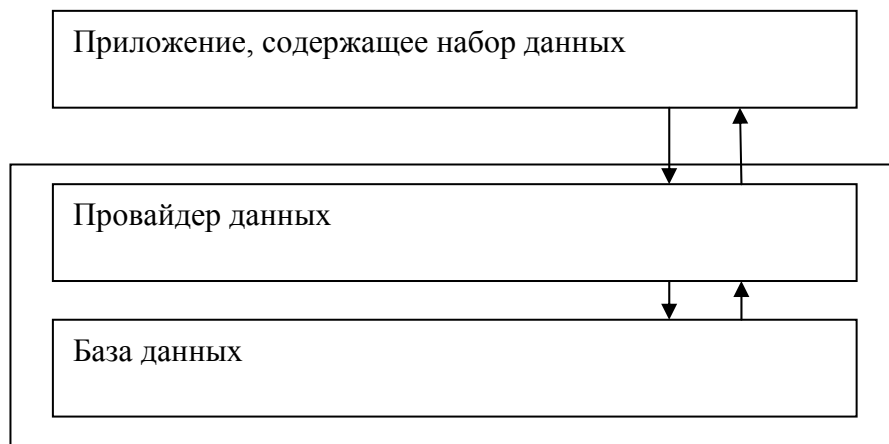 Приложение, содержащее набор данных
Провайдер данных
База данных